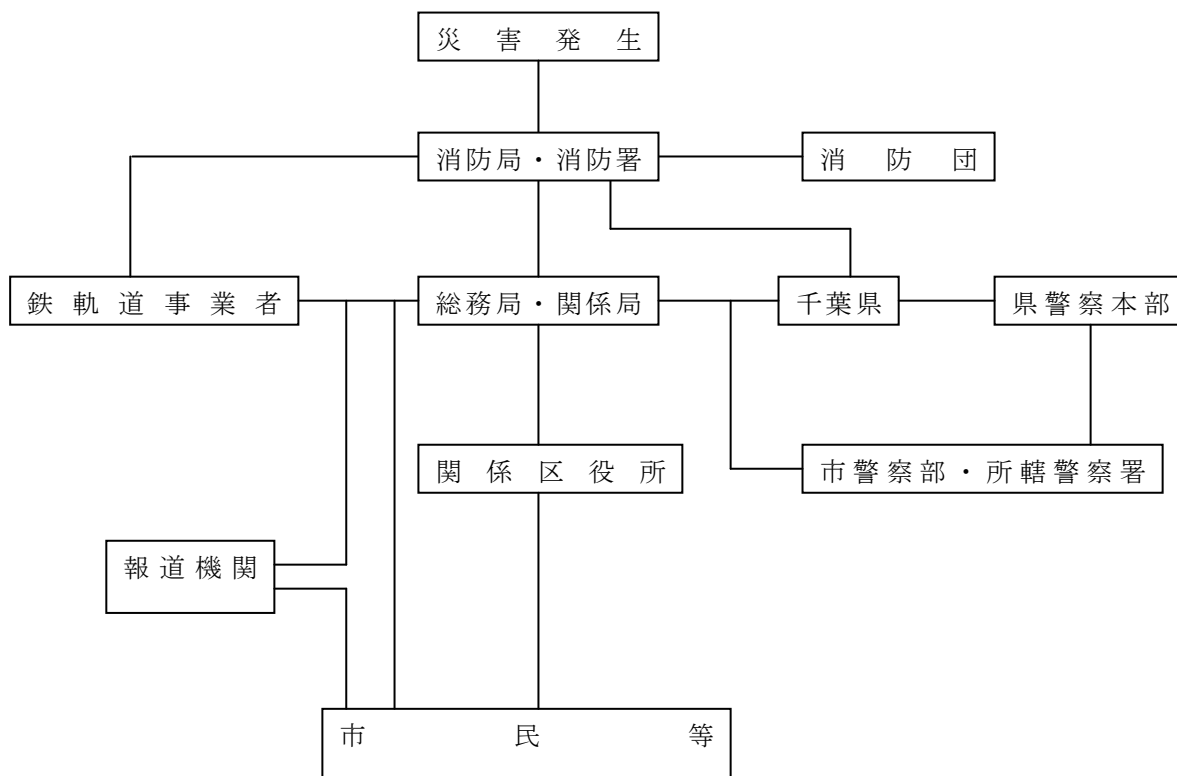 災害発生
消防局・消防署
消防団
鉄軌道事業者
総務局・関係局
千葉県
県警察本部
関係区役所
市警察部・所轄警察署
報道機関
市民等